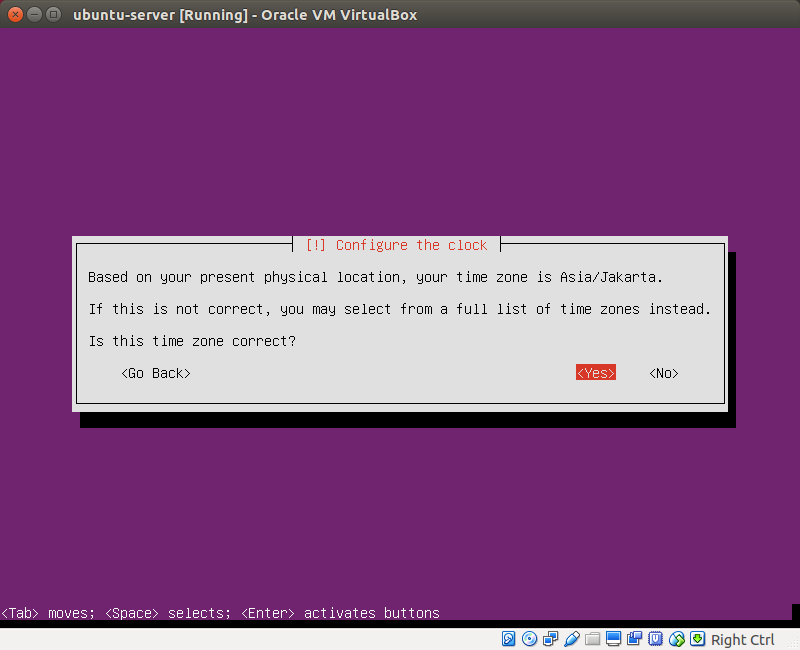 ubuntu-server [Running] - Oracle VM VirtualBox
[!] Configure the clock
Based on your present physical location, your time zone is Asia/Jakarta.
If this is not correct, you may select from a full list of time zones instead.
Is this time zone correct?
<Go Back> <Yes> <No>
<Tab> moves; <Space> selects; <Enter> activates buttons
Right Ctrl